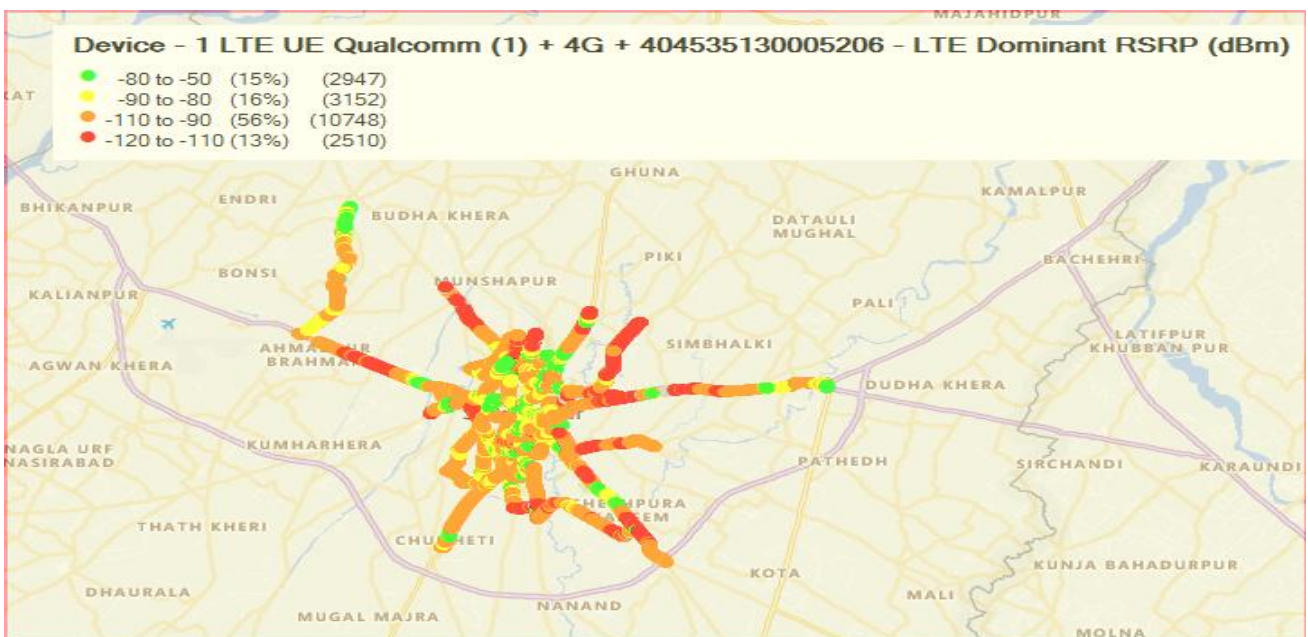 MAJAHIDPUR
Device - 1 LTE UE Qualcomm (1) + 4G + 404535130005206 - LTE Dominant RSRP (dBm)
-80 to -50 (15%) (2947)
-90 to -80 (16%) (3152)
-110 to -90 (56%) (10748)
-120 to -110 (13%) (2510)
GHUNA
ENDRI
KAMALPUR
BHIKANPUR
BUDHA KHERA
DATAULI
MUGHAL
PIKI
BONSI
BACHEHRI
MUNSHAPUR
KALIANPUR
PALI
LATIFPUR
KHUBBAN PUR
SIMBHALKI
AGWAN KHERA
BRAHMAN
DUDHA KHERA
KUMHARHERA
NAGLA URF
NASIRABAD
PATHEDH
SIRCHANDI
KARAUNDI
THATH KHERI
KOTA
KUNJA BAHADURPUR
DHAURALA
MALI
NANAND
MUGAL MAJRA
MOLNA